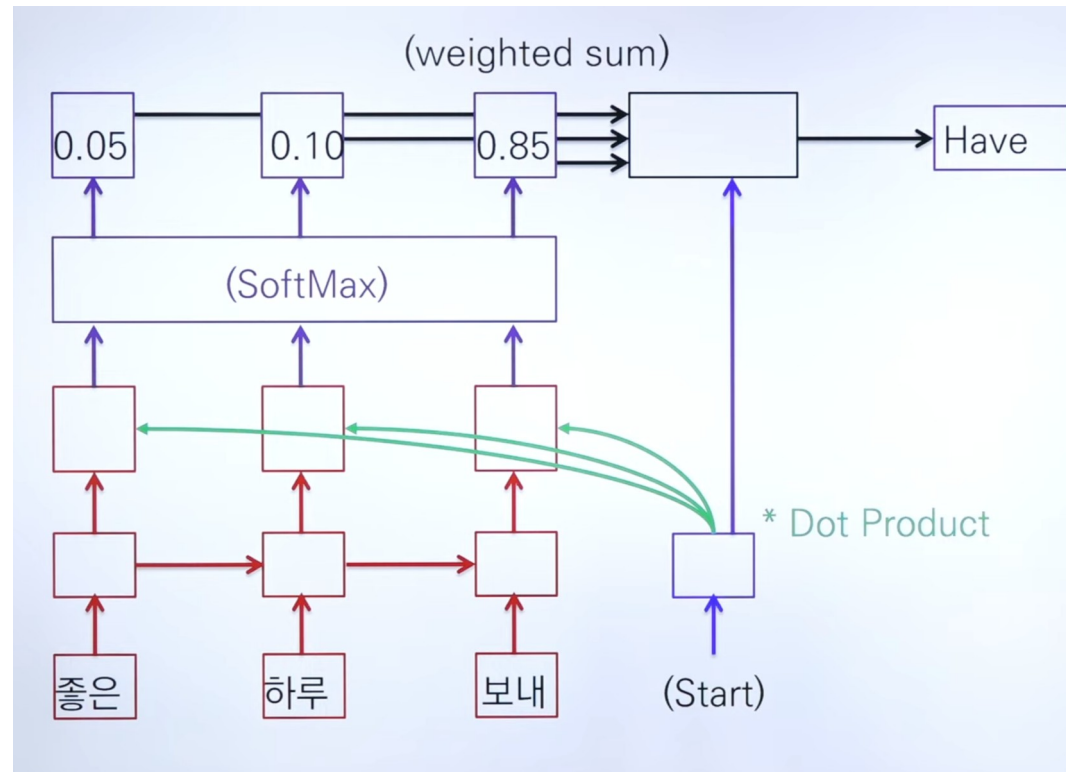 (weighted sum)
0.05
0.10
0.85
Have
(SoftMax)
* Dot Product
좋은
하루
보내
(Start)